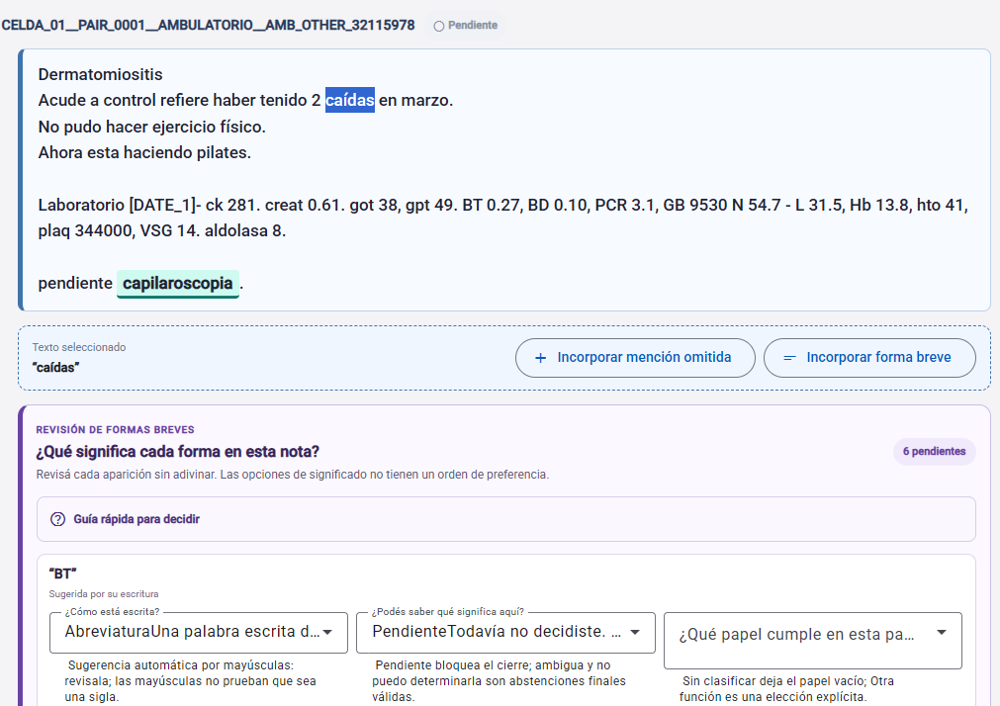 CELDA_01__PAIR_0001__AMBULATORIO__AMB_OTHER_32115978 Pendiente
Dermatomiositis
Acude a control refiere haber tenido 2 caídas en marzo.
No pudo hacer ejercicio físico.
Ahora esta haciendo pilates.
Laboratorio [DATE_1]- ck 281. creat 0.61. got 38, gpt 49. BT 0.27, BD 0.10, PCR 3.1, GB 9530 N 54.7 - L 31.5, Hb 13.8, hto 41,
plaq 344000, VSG 14. aldolasa 8.
pendiente capilaroscopia .
Texto seleccionado
"caídas"
+ Incorporar mención omitida
Incorporar forma breve
REVISIÓN DE FORMAS BREVES
¿Qué significa cada forma en esta nota?
6 pendientes
Revisá cada aparición sin adivinar. Las opciones de significado no tienen un orden de preferencia.
? Guía rápida para decidir
"BT"
Sugerida por su escritura
¿Cómo está escrita?
AbreviaturaUna palabra escrita d...
Sugerencia automática por mayúsculas:
revisala; las mayúsculas no prueban que sea
una sigla.
¿Podés saber qué significa aquí?
PendienteTodavía no decidiste. ...
Pendiente bloquea el cierre; ambigua y no
puedo determinarla son abstenciones finales
válidas.
¿Qué papel cumple en esta pa...
Sin clasificar deja el papel vacío; Otra
función es una elección explícita.